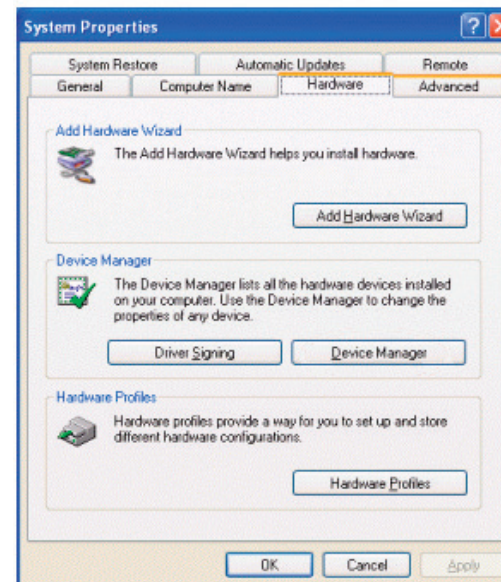 System Properties
System Restore Automatic Updates Remote
General Computer Name Hardware Advanced
Add Hardware Wizard
The Add Hardware Wizard helps you install hardware.
Add Hardware Wizard
Device Manager
The Device Manager lists all the hardware devices installed
on your computer. Use the Device Manager to change the
properties of any device.
Driver Signing Device Manager
Hardware Profiles
Hardware profiles provide a way for you to set up and store
different hardware configurations.
Hardware Profiles
OK Cancel Apply